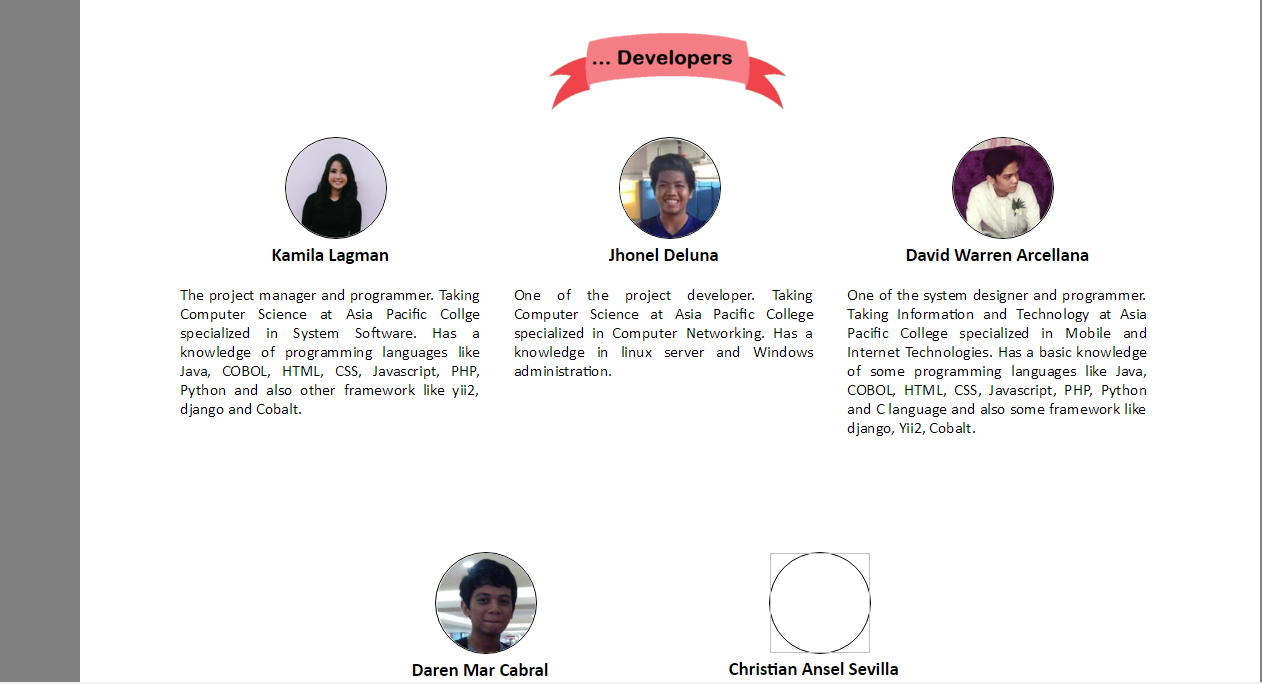 ... Developers
Kamila Lagman
Jhonel Deluna
David Warren Arcellana
The project manager and programmer. Taking
Computer Science at Asia Pacific Collge
specialized in System Software. Has a
knowledge of programming languages like
Java, COBOL, HTML, CSS, Javascript, PHP,
Python and also other framework like yii2,
django and Cobalt.
One of the project developer. Taking
Computer Science at Asia Pacific College
specialized in Computer Networking. Has a
knowledge in linux server and Windows
administration.
One of the system designer and programmer.
Taking Information and Technology at Asia
Pacific College specialized in Mobile and
Internet Technologies. Has a basic knowledge
of some programming languages like Java,
COBOL, HTML, CSS, Javascript, PHP, Python
and C language and also some framework like
django, Yii2, Cobalt.
Daren Mar Cabral
Christian Ansel Sevilla